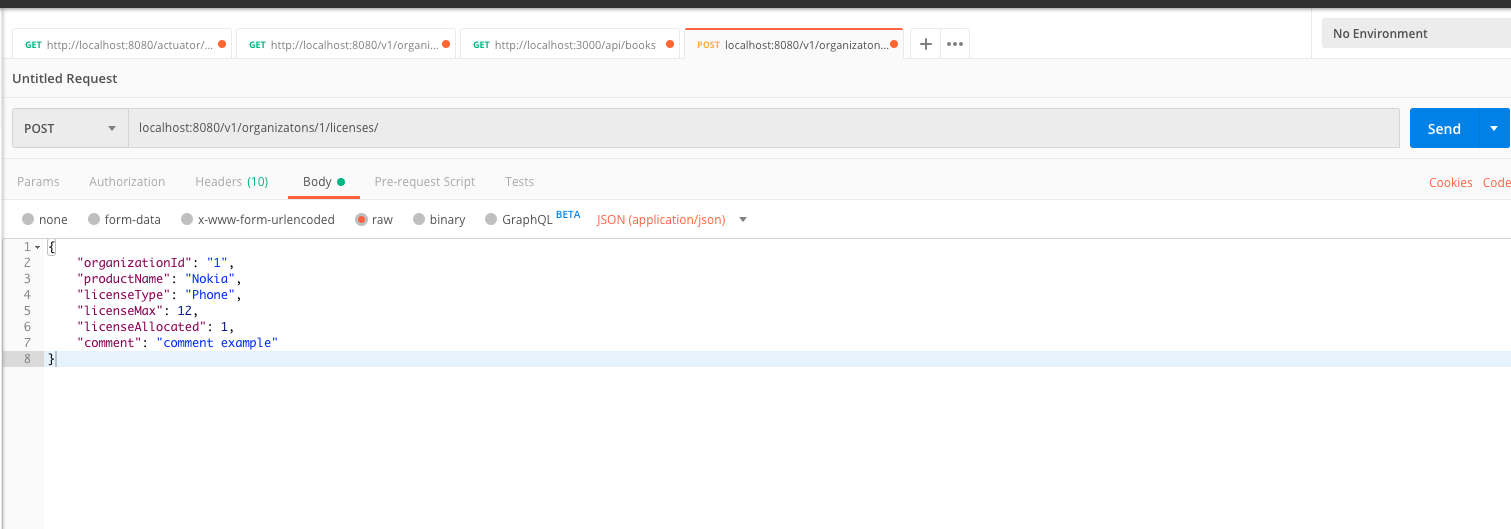 GET http://localhost:8080/actuator/...
GET http://localhost:8080/v1/organi...
GET http://localhost:3000/api/books
POST localhost:8080/v1/organizaton...
No Environment
Untitled Request
POST
localhost:8080/v1/organizatons/1/licenses/
Send
Params
Authorization
Headers (10)
Body
Pre-request Script
Tests
Cookies
Code
none
form-data
x-www-form-urlencoded
raw
binary
GraphQL BETA
JSON (application/json)
1 {
2 "organizationId": "1",
3 "productName": "Nokia",
4 "licenseType": "Phone",
5 "licenseMax": 12,
6 "licenseAllocated": 1,
7 "comment": "comment example"
8 }